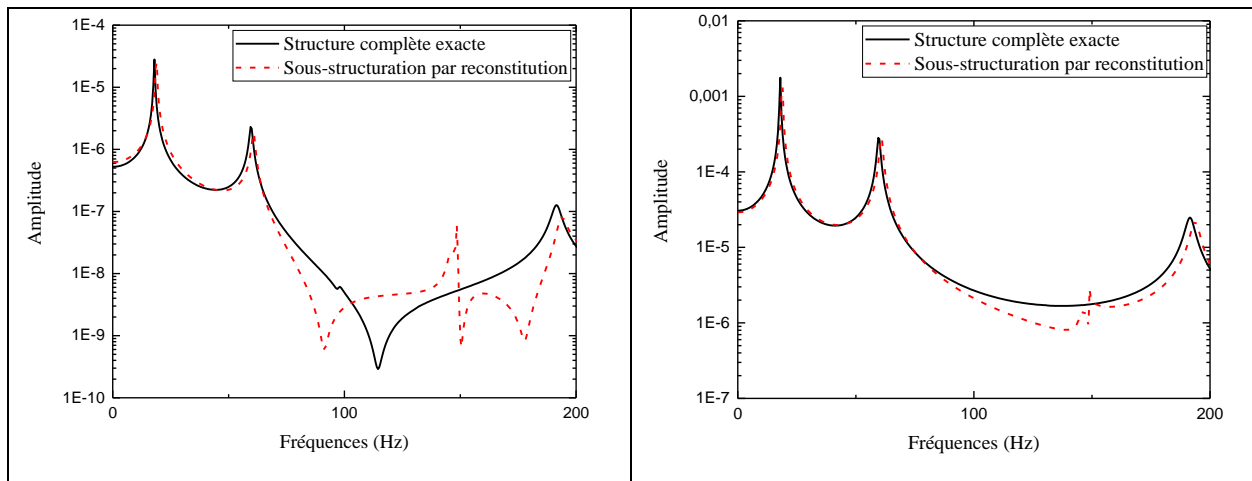 1E-4
1E-5
1E-6
1E-7
1E-8
1E-9
1E-10
Amplitude
Structure complète exacte
Sous-structuration par reconstitution
0
100
200
Fréquences (Hz)
0,01
0,001
1E-4
1E-5
1E-6
1E-7
Amplitude
Structure complète exacte
Sous-structuration par reconstitution
0
100
200
Fréquences (Hz)